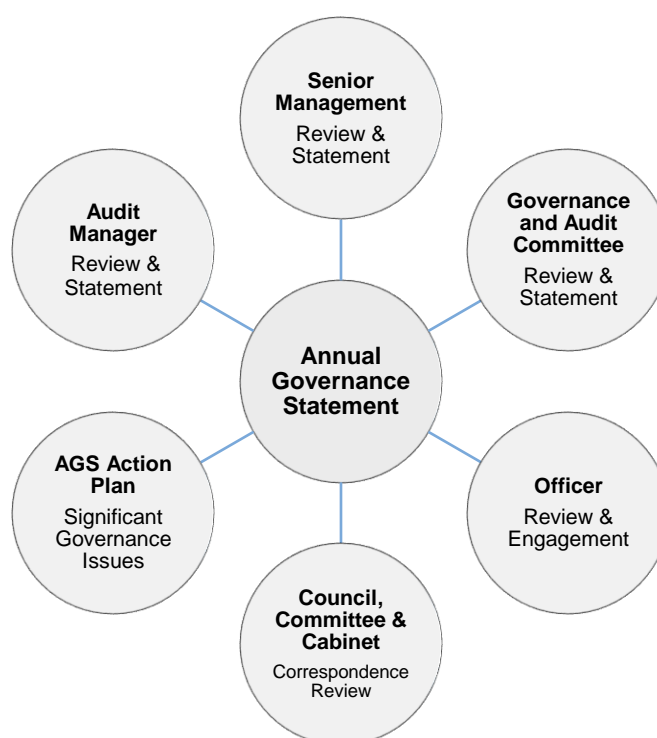 Senior
Management
Review &
Statement
Governance
and Audit
Committee
Review &
Statement
Audit
Manager
Review &
Statement
Annual
Governance
Statement
AGS Action
Plan
Significant
Governance
Issues
Officer
Review &
Engagement
Council,
Committee &
Cabinet
Correspondence
Review